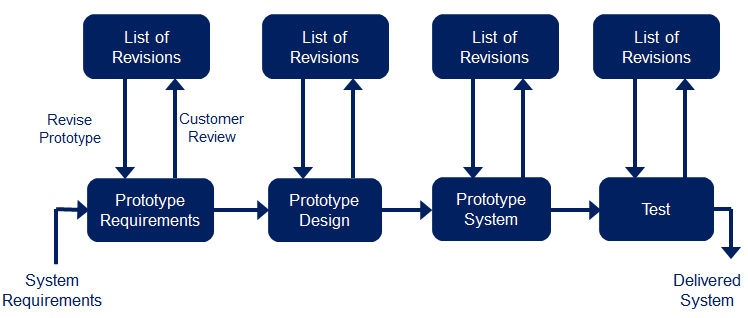 List of
Revisions
List of
Revisions
List of
Revisions
List of
Revisions
Revise
Prototype
Customer
Review
Prototype
Requirements
Prototype
Design
Prototype
System
Test
System
Requirements
Delivered
System